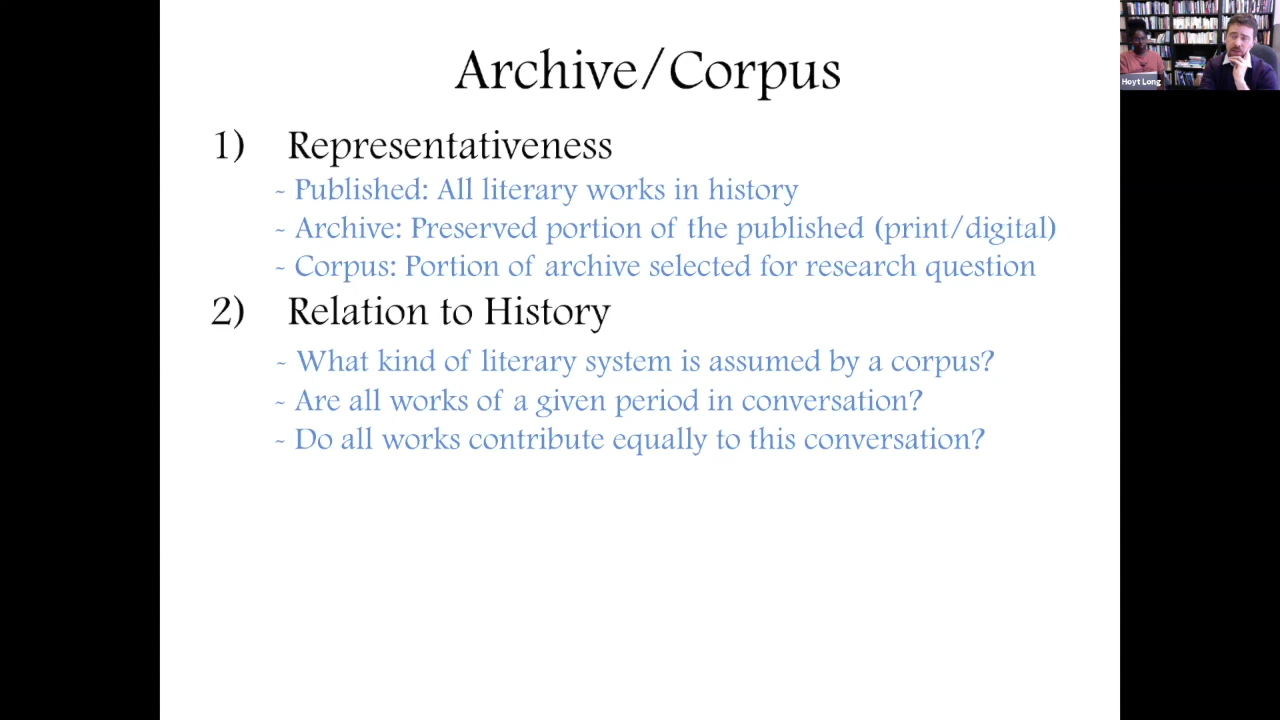 Archive/Corpus
1) Representativeness
- Published: All literary works in history
- Archive: Preserved portion of the published (print/digital)
- Corpus: Portion of archive selected for research question
2) Relation to History
- What kind of literary system is assumed by a corpus?
- Are all works of a given period in conversation?
- Do all works contribute equally to this conversation?
Hoyt Long